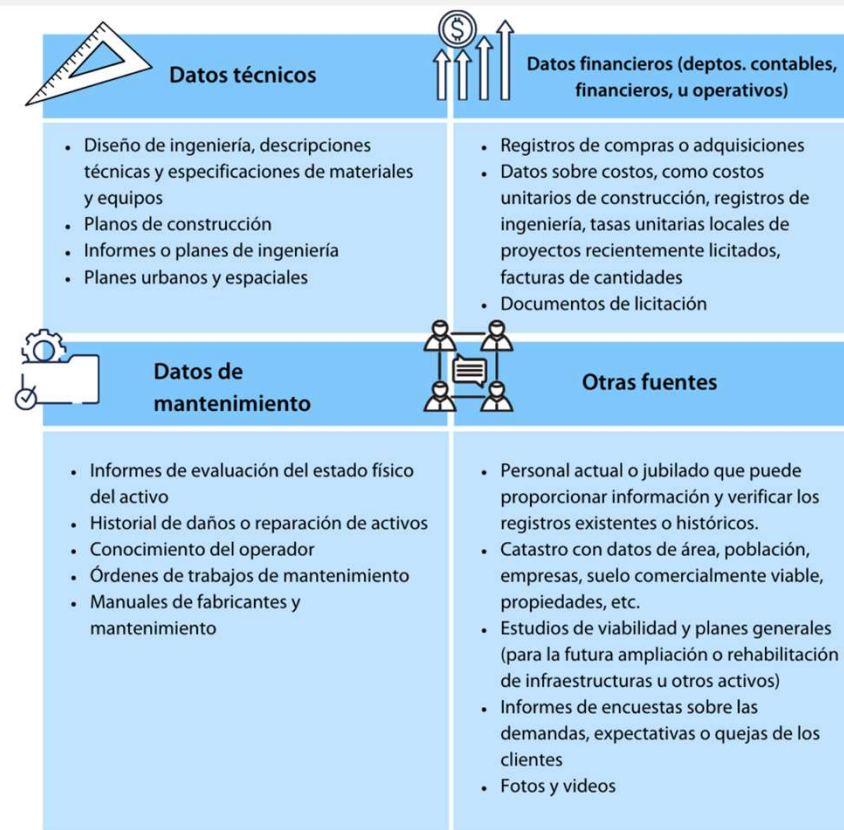 Datos técnicos
• Diseño de ingeniería, descripciones
técnicas y especificaciones de materiales
y equipos
• Planos de construcción
• Informes o planes de ingeniería
• Planes urbanos y espaciales
$
Datos financieros (deptos. contables,
financieros, u operativos)
• Registros de compras o adquisiciones
• Datos sobre costos, como costos
unitarios de construcción, registros de
ingeniería, tasas unitarias locales de
proyectos recientemente licitados,
facturas de cantidades
• Documentos de licitación
Datos de
mantenimiento
• Informes de evaluación del estado físico
del activo
• Historial de daños o reparación de activos
• Conocimiento del operador
• Órdenes de trabajos de mantenimiento
• Manuales de fabricantes y
mantenimiento
Otras fuentes
• Personal actual o jubilado que puede
proporcionar información y verificar los
registros existentes o históricos.
• Catastro con datos de área, población,
empresas, suelo comercialmente viable,
propiedades, etc.
• Estudios de viabilidad y planes generales
(para la futura ampliación o rehabilitación
de infraestructuras u otros activos)
• Informes de encuestas sobre las
demandas, expectativas o quejas de los
clientes
• Fotos y videos